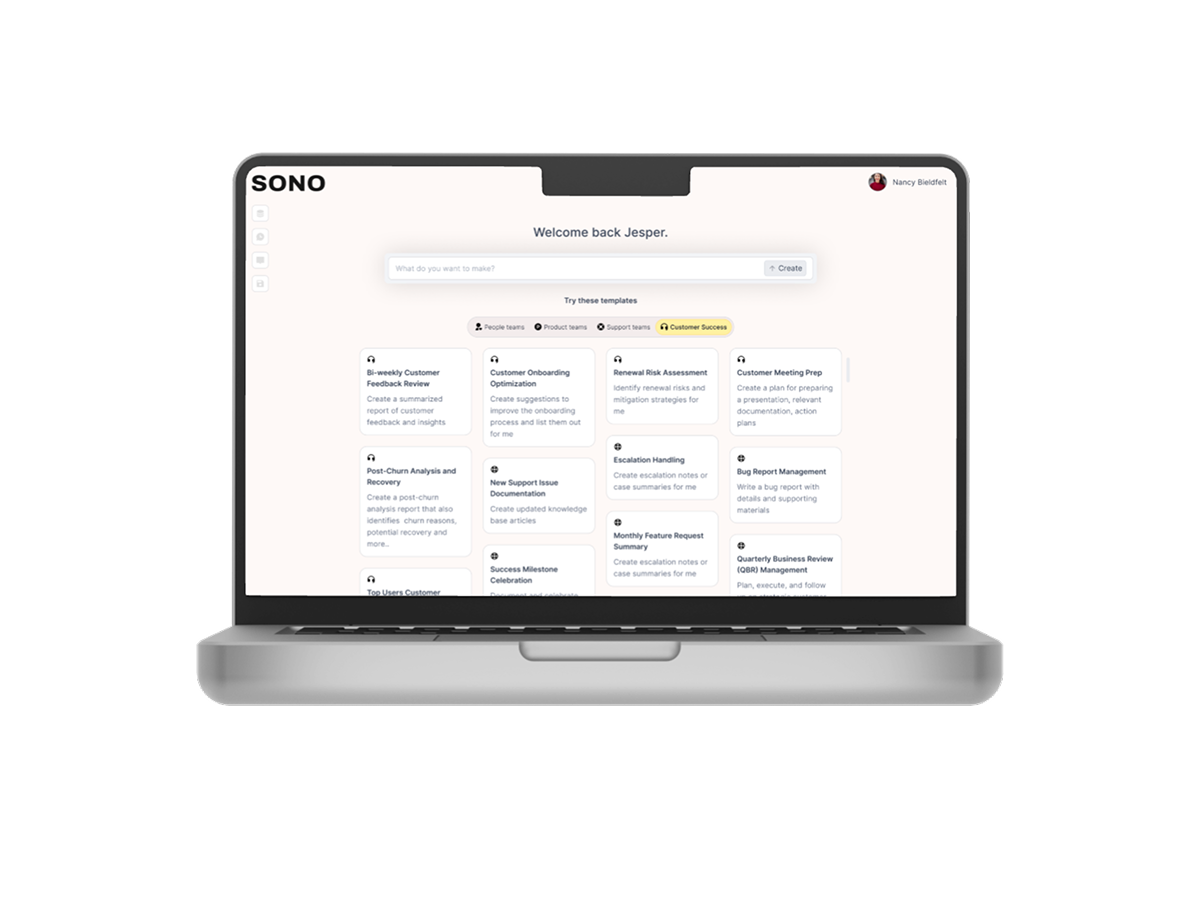 SONO
Nancy Bieldfelt
Welcome back Jesper.
What do you want to make?
Create
Try these templates
People teams
Product teams
Support teams
Customer Success
Bi-weekly Customer
Feedback Review
Create a summarized
report of customer
feedback and insights
Post-Churn Analysis and
Recovery
Create a post-churn
analysis report that also
identifies churn reasons,
potential recovery and
more..
Top Users Customer
Customer Onboarding
Optimization
Create suggestions to
improve the onboarding
process and list them out
for me
New Support Issue
Documentation
Create updated knowledge
base articles
Success Milestone
Celebration
Document and celebrate
Renewal Risk Assessment
Identify renewal risks and
mitigation strategies for
me
Escalation Handling
Create escalation notes or
case summaries for me
Monthly Feature Request
Summary
Create escalation notes or
case summaries for me
Customer Meeting Prep
Create a plan for preparing
a presentation, relevant
documentation, action
plans
Bug Report Management
Write a bug report with
details and supporting
materials
Quarterly Business Review
(QBR) Management
Plan, execute, and follow